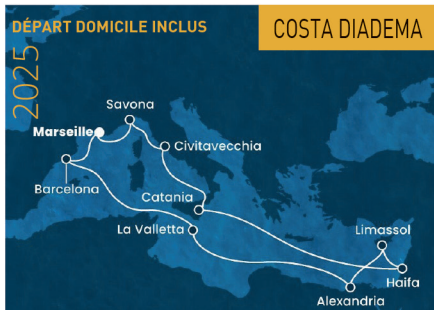 DÉPART DOMICILE INCLUS
COSTA DIADEMA
2025
Savona
Marseille
Civitavecchia
Barcelona
Catania
La Valletta
Limassol
Haifa
Alexandria